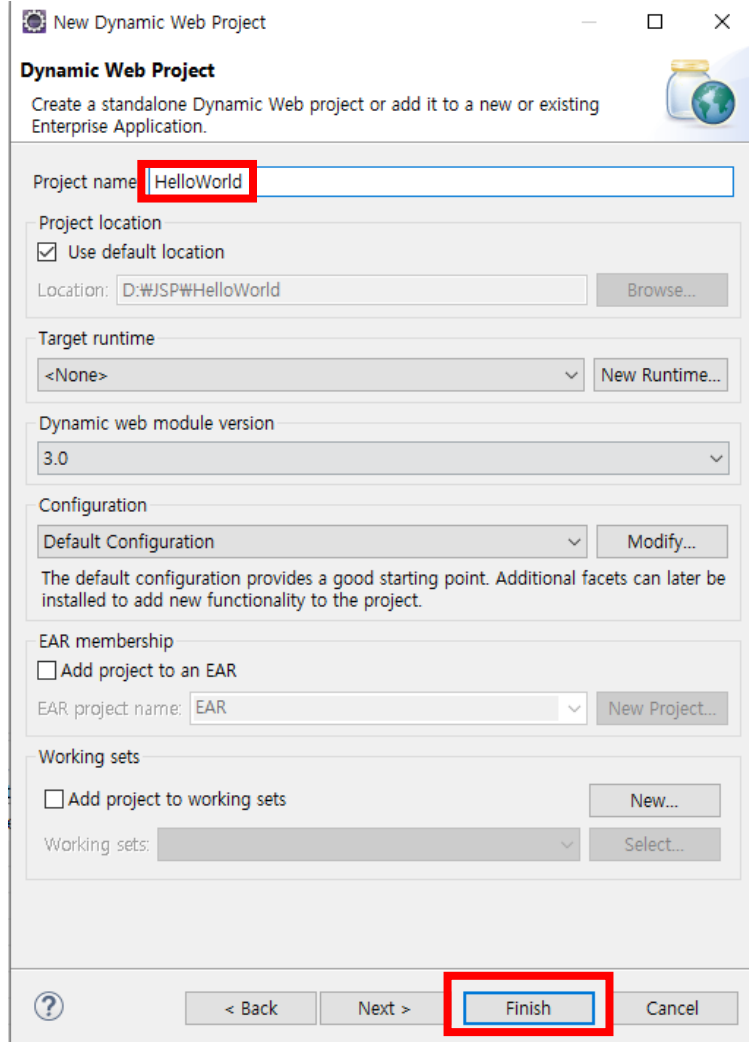 New Dynamic Web Project
Dynamic Web Project
Create a standalone Dynamic Web project or add it to a new or existing
Enterprise Application.
Project name: HelloWorld
Project location
Use default location
Location: D:₩JSP₩HelloWorld
Browse...
Target runtime
<None>
New Runtime...
Dynamic web module version
3.0
Configuration
Default Configuration
Modify...
The default configuration provides a good starting point. Additional facets can later be
installed to add new functionality to the project.
EAR membership
Add project to an EAR
EAR project name: EAR
New Project...
Working sets
Add project to working sets
New...
Working sets:
Select...
?
< Back
Next >
Finish
Cancel